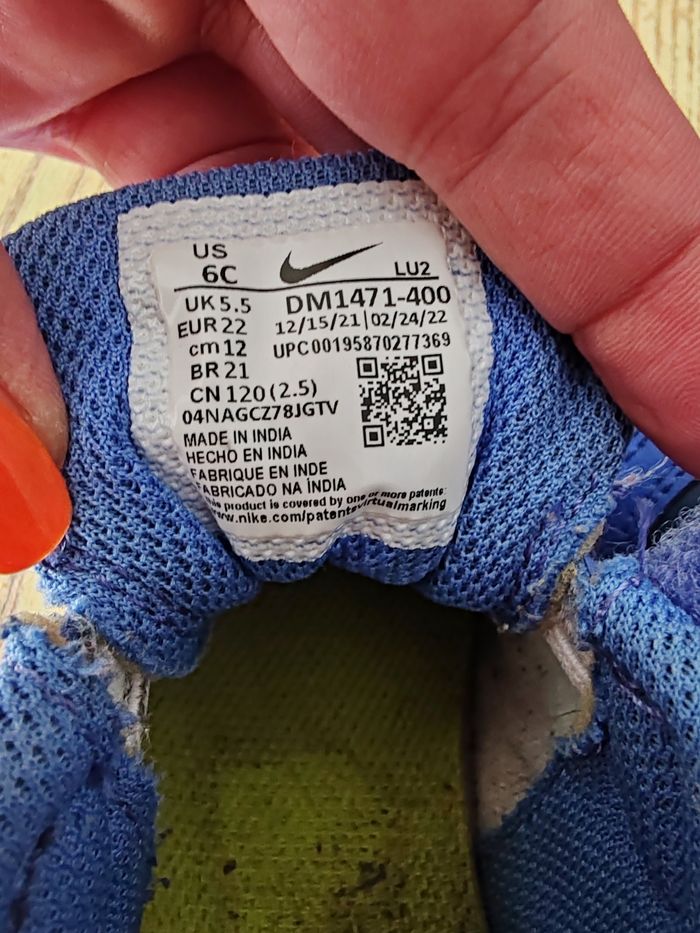 US
6C
LU2
UK 5.5
DM1471-400
EUR 22
12/15/21|02/24/22
cm 12
UPC 00195870277369
BR 21
CN 120 (2.5)
04NAGCZ78JGTV
MADE IN INDIA
HECHO EN INDIA
FABRIQUE EN INDE
FABRICADO NA ÍNDIA
product is covered by one or more patents:
www.nike.com/patentsvirtualmarking